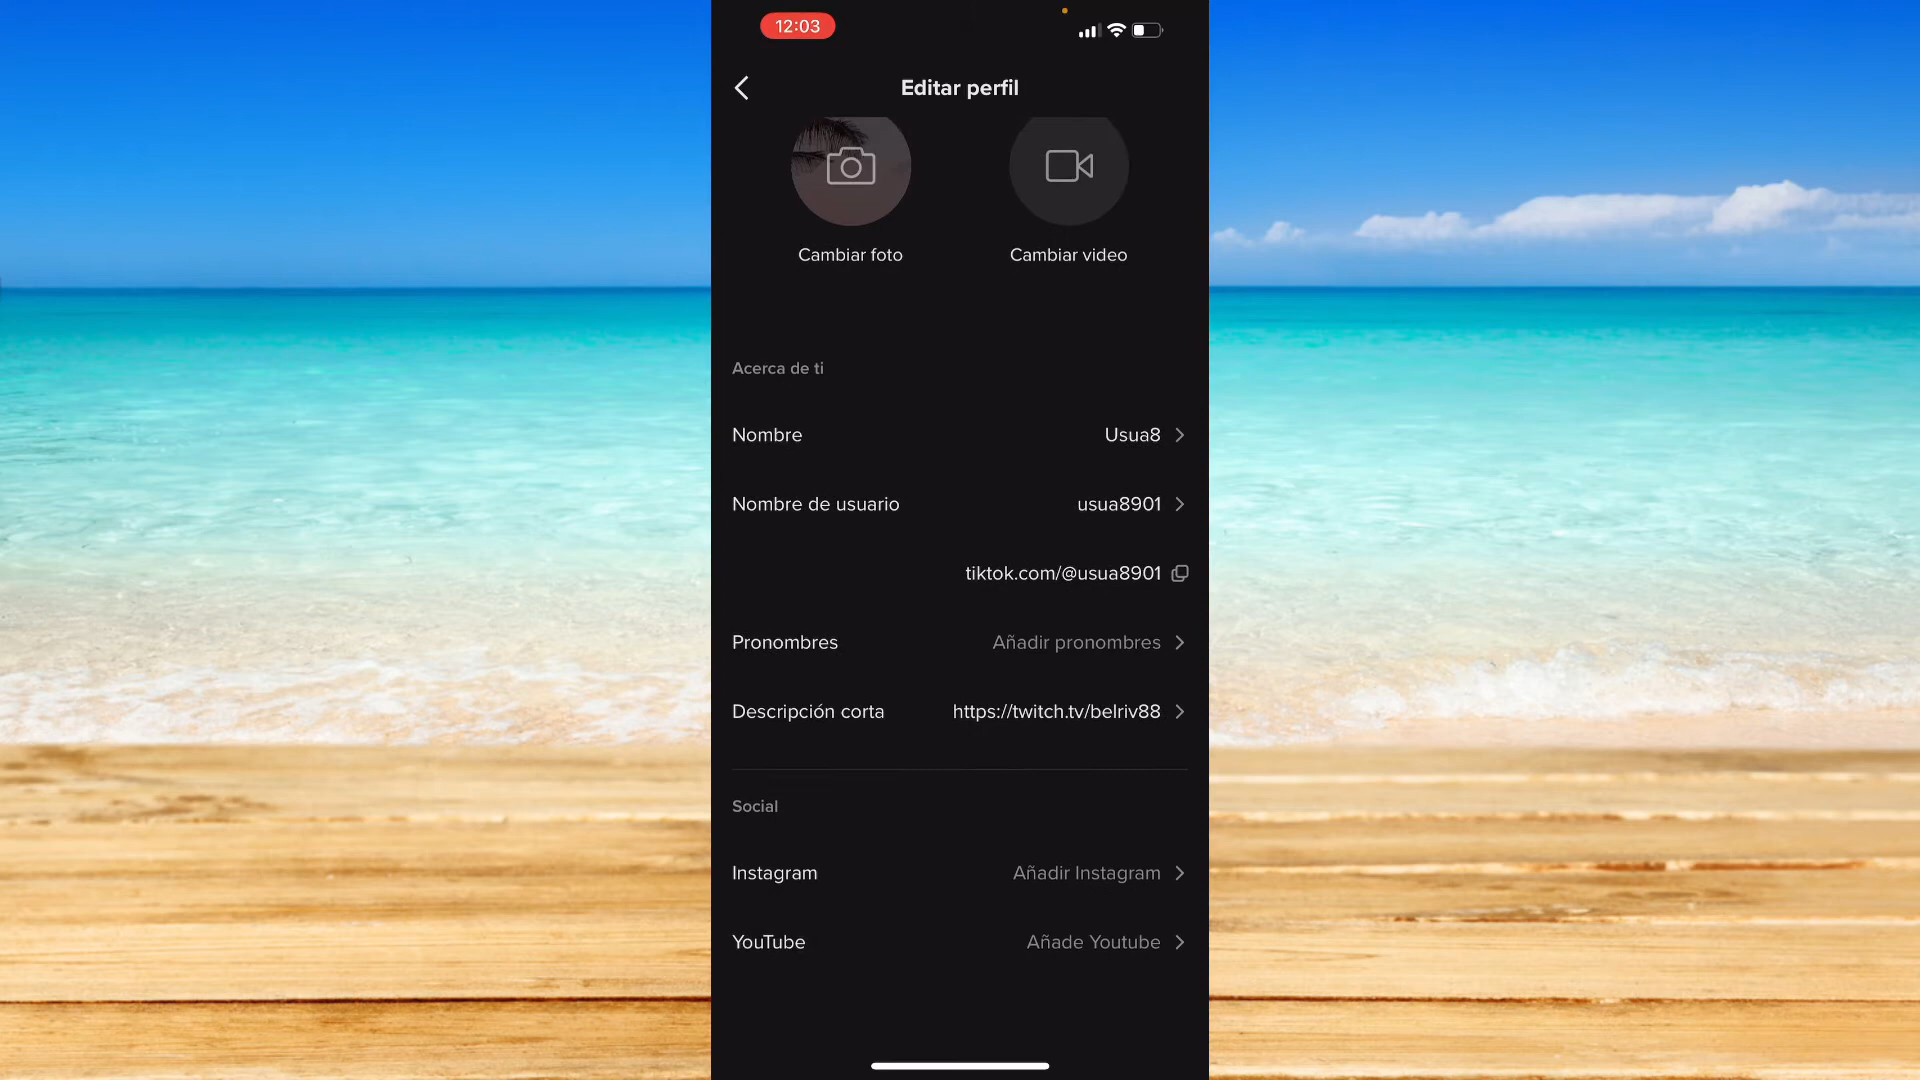 12:03
Editar perfil
Cambiar foto
Cambiar video
Acerca de ti
Nombre
Usua8
Nombre de usuario
usua8901
tiktok.com/@usua8901
Pronombres
Añadir pronombres
Descripción corta
https://twitch.tv/belriv88
Social
Instagram
Añadir Instagram
YouTube
Añade Youtube